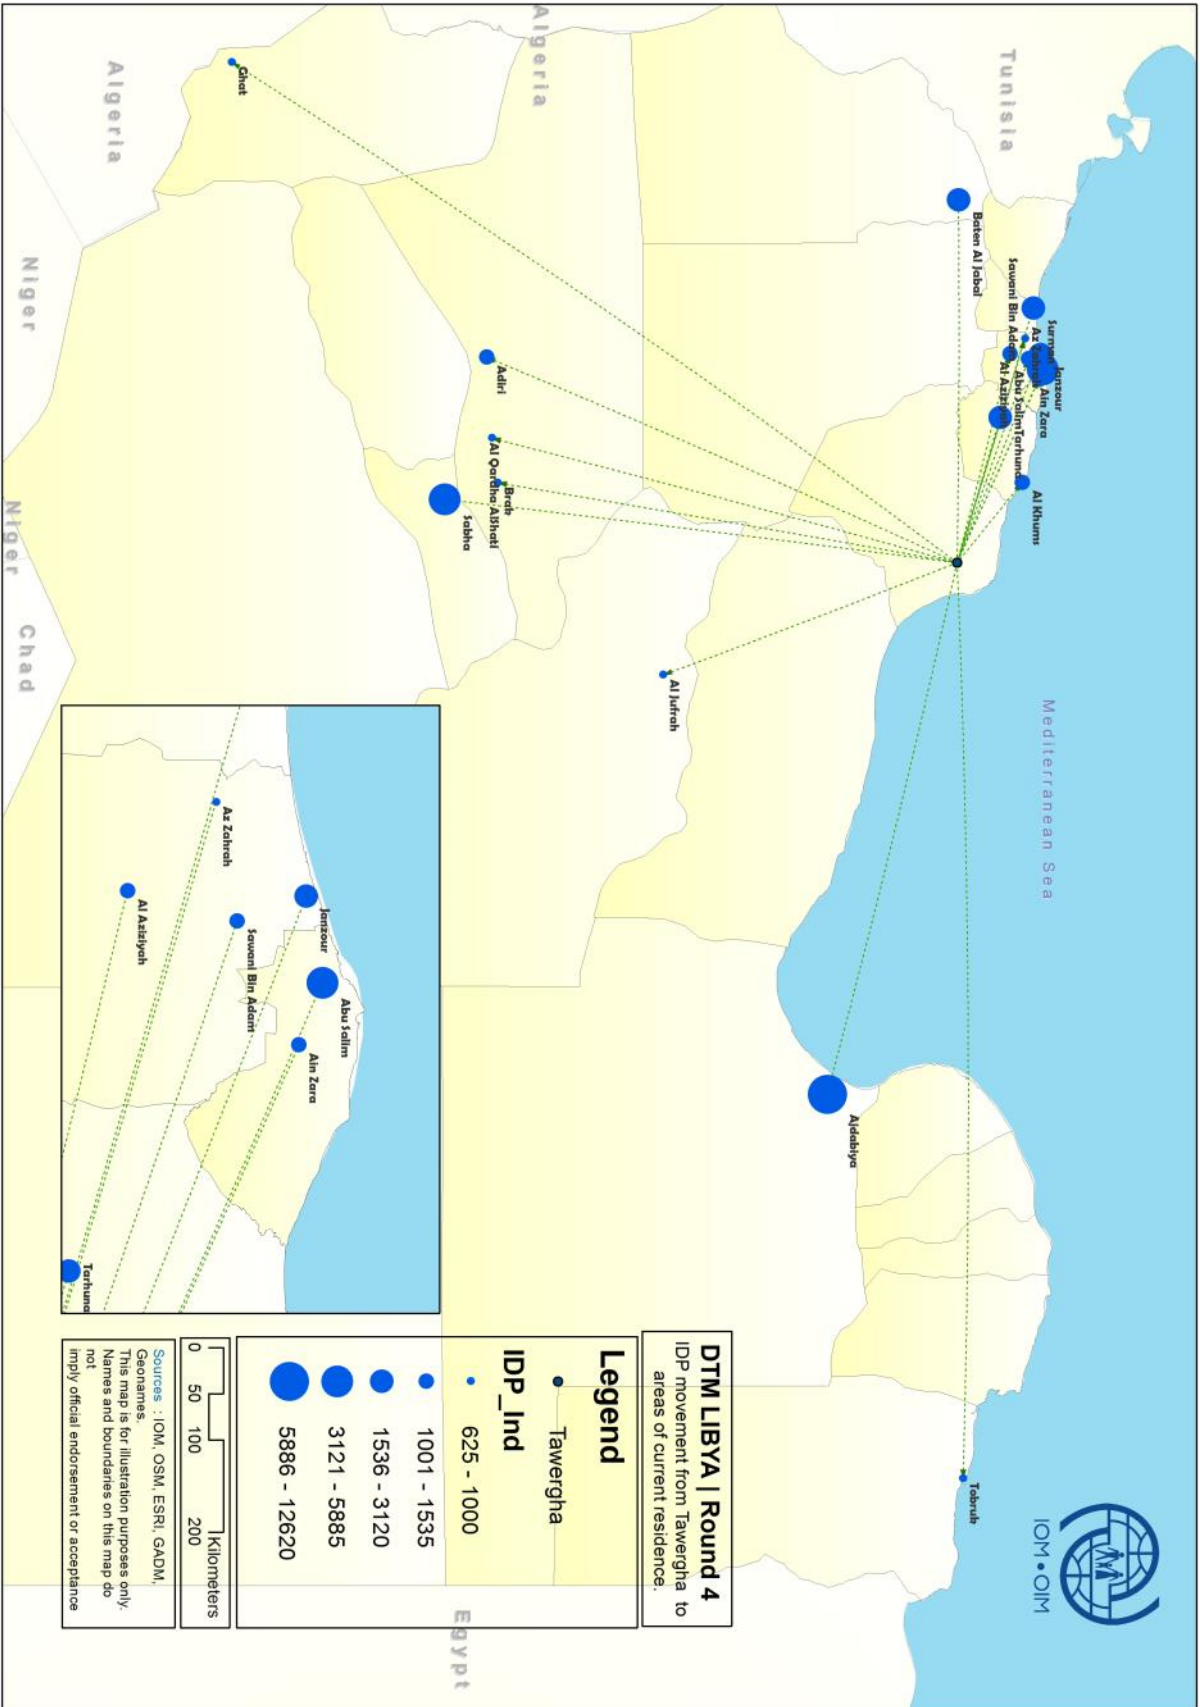 IOM • OIM
Tunisia
Algeria
Algeria
Niger
Niger
Chad
Egypt
Mediterranean Sea
Baten Al Jabal
Sawani Bin Adam
Surman
Janzour
Az Zahrah
Ain Zara
Abu Salim
Al Aziziyah
Tarhuna
Al Khums
Tobruk
Ajdabiya
Al Jufrah
Adiri
Brak
Al Qardha AlShati
Sabha
Ghat
Janzour
Abu Salim
Ain Zara
Az Zahrah
Sawani Bin Adam
Al Aziziyah
Tarhuna
DTM LIBYA | Round 4
IDP movement from Tawergha to
areas of current residence.
Legend
Tawergha
IDP_Ind
625 - 1000
1001 - 1535
1536 - 3120
3121 - 5885
5886 - 12620
Kilometers
0 50 100 200
Sources : IOM, OSM, ESRI, GADM,
Geonames.
This map is for illustration purposes only.
Names and boundaries on this map do
not
imply official endorsement or acceptance